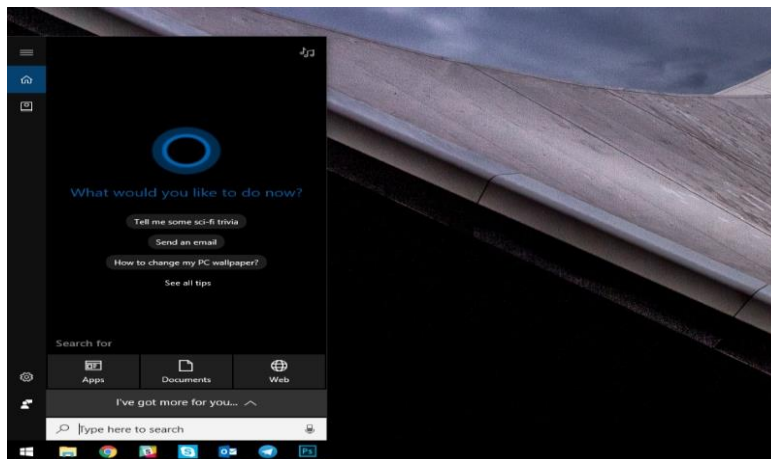 What would you like to do now?
Tell me some sci-fi trivia
Send an email
How to change my PC wallpaper?
See all tips
Search for
Apps Documents Web
I've got more for you...
Type here to search
Ps